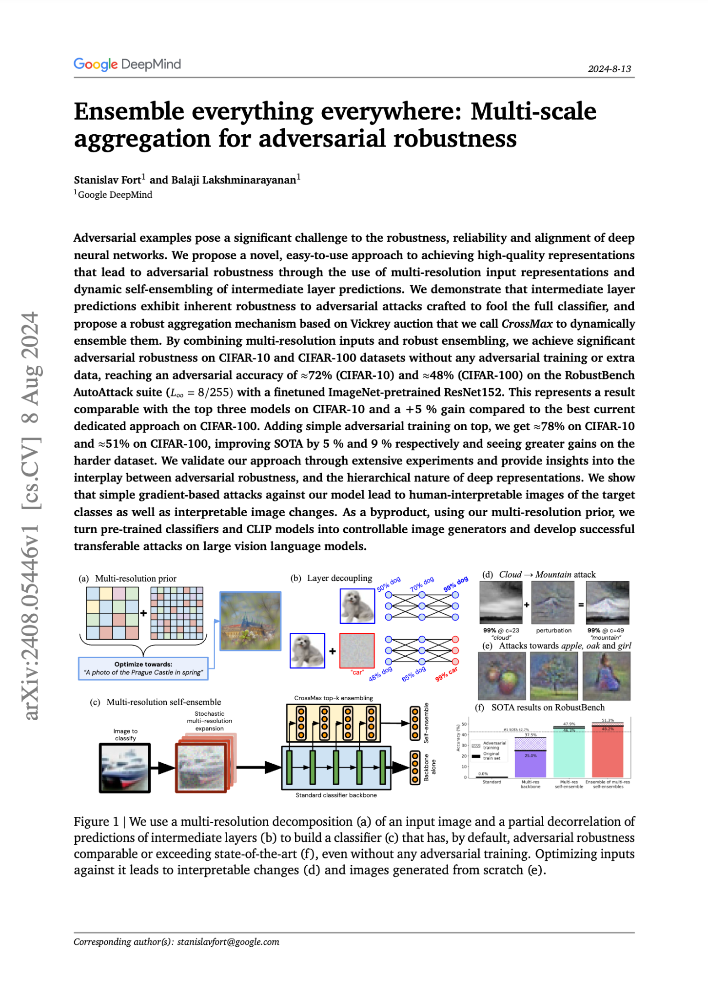 Google DeepMind
2024-8-13
Ensemble everything everywhere: Multi-scale
aggregation for adversarial robustness
Stanislav Fort1 and Balaji Lakshminarayanan1
1Google DeepMind
Adversarial examples pose a significant challenge to the robustness, reliability and alignment of deep
neural networks. We propose a novel, easy-to-use approach to achieving high-quality representations
that lead to adversarial robustness through the use of multi-resolution input representations and
dynamic self-ensembling of intermediate layer predictions. We demonstrate that intermediate layer
predictions exhibit inherent robustness to adversarial attacks crafted to fool the full classifier, and
propose a robust aggregation mechanism based on Vickrey auction that we call CrossMax to dynamically
ensemble them. By combining multi-resolution inputs and robust ensembling, we achieve significant
adversarial robustness on CIFAR-10 and CIFAR-100 datasets without any adversarial training or extra
data, reaching an adversarial accuracy of ≈72% (CIFAR-10) and ≈48% (CIFAR-100) on the RobustBench
AutoAttack suite (L∞ = 8/255) with a finetuned ImageNet-pretrained ResNet152. This represents a result
comparable with the top three models on CIFAR-10 and a +5 % gain compared to the best current
dedicated approach on CIFAR-100. Adding simple adversarial training on top, we get ≈78% on CIFAR-10
and ≈51% on CIFAR-100, improving SOTA by 5 % and 9 % respectively and seeing greater gains on the
harder dataset. We validate our approach through extensive experiments and provide insights into the
interplay between adversarial robustness, and the hierarchical nature of deep representations. We show
that simple gradient-based attacks against our model lead to human-interpretable images of the target
classes as well as interpretable image changes. As a byproduct, using our multi-resolution prior, we
turn pre-trained classifiers and CLIP models into controllable image generators and develop successful
transferable attacks on large vision language models.
arXiv:2408.05446v1 [cs.CV] 8 Aug 2024
(a) Multi-resolution prior
+
Optimize towards:
"A photo of the Prague Castle in spring"
(b) Layer decoupling
50% dog
70% dog
99% dog
+
"car"
48% dog
65% dog
99% car
(c) Multi-resolution self-ensemble
Image to
classify
Stochastic
multi-resolution
expansion
CrossMax top-k ensembling
Self-ensemble
Backbone
alone
Standard classifier backbone
(d) Cloud → Mountain attack
+
=
99% @ c=23
"cloud"
perturbation
99% @ c=49
"mountain"
(e) Attacks towards apple, oak and girl
(f) SOTA results on RobustBench
Accuracy (%)
50
40
30
20
10
0
#1 SOTA 42.7%
Adversarial
training
Original
train set
0.0%
37.5%
25.0%
47.9%
46.3%
51.3%
48.2%
Standard
Multi-res
backbone
Multi-res
self-ensemble
Ensemble of multi-res
self-ensembles
Figure 1 | We use a multi-resolution decomposition (a) of an input image and a partial decorrelation of
predictions of intermediate layers (b) to build a classifier (c) that has, by default, adversarial robustness
comparable or exceeding state-of-the-art (f), even without any adversarial training. Optimizing inputs
against it leads to interpretable changes (d) and images generated from scratch (e).
Corresponding author(s): stanislavfort@google.com